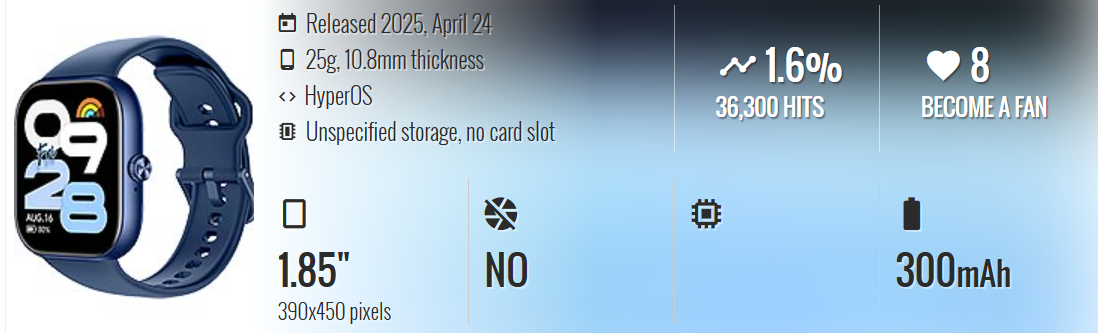 Released 2025, April 24
25g, 10.8mm thickness
HyperOS
Unspecified storage, no card slot
1.6%
36,300 HITS
8
BECOME A FAN
09
28
AUG.16
1.85"
390x450 pixels
NO
300mAh